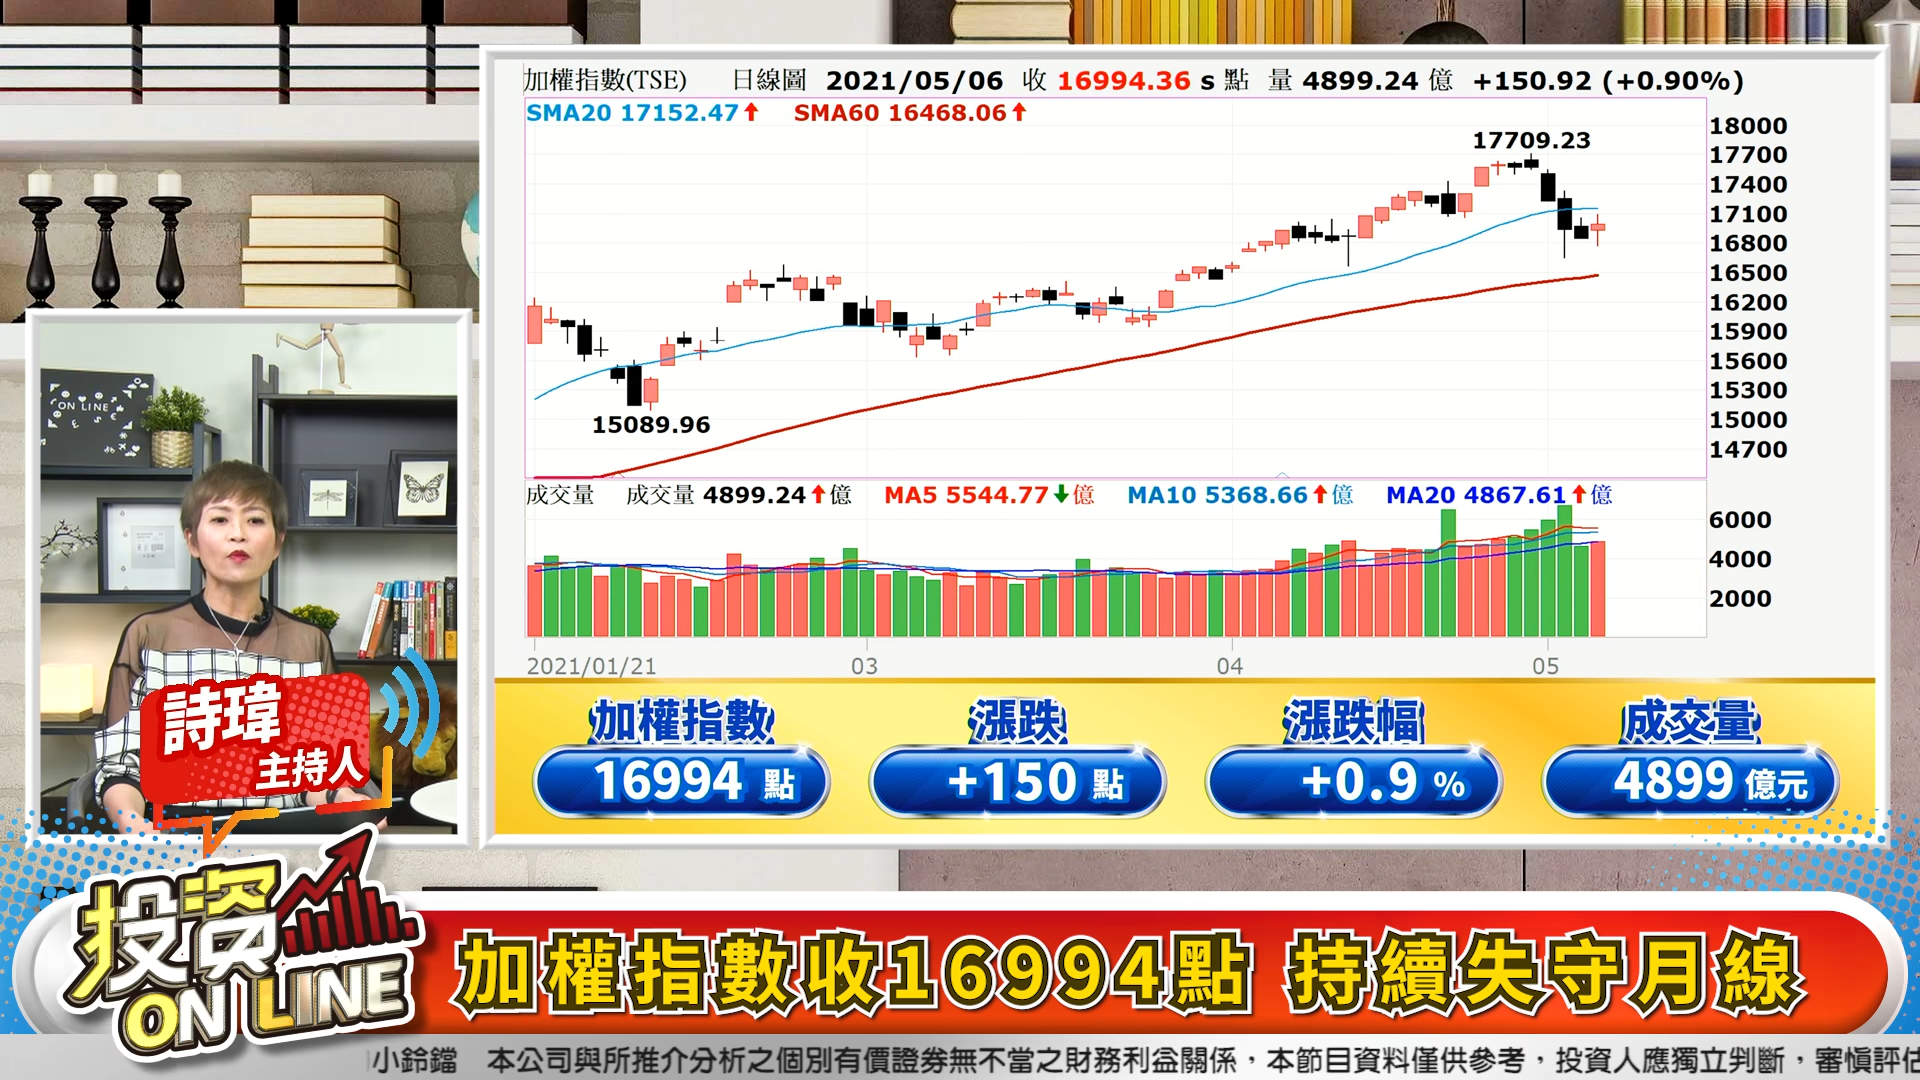 加權指數(TSE) 日線圖 2021/05/06 收 16994.36 s 點 量 4899.24 億 +150.92 (+0.90%)
SMA20 17152.47↑ SMA60 16468.06↑
17709.23
15089.96
18000
17700
17400
17100
16800
16500
16200
15900
15600
15300
15000
14700
成交量 成交量 4899.24↑億 MA5 5544.77↓億 MA10 5368.66↑億 MA20 4867.61↑億
6000
4000
2000
2021/01/21 03 04 05
加權指數 漲跌 漲跌幅 成交量
16994 點 +150 點 +0.9 % 4899 億元
ON LINE
詩瑋
主持人
投資
ON LINE
加權指數收16994點 持續失守月線
小鈴鐺 本公司與所推介分析之個別有價證券無不當之財務利益關係，本節目資料僅供參考，投資人應獨立判斷，審慎評估